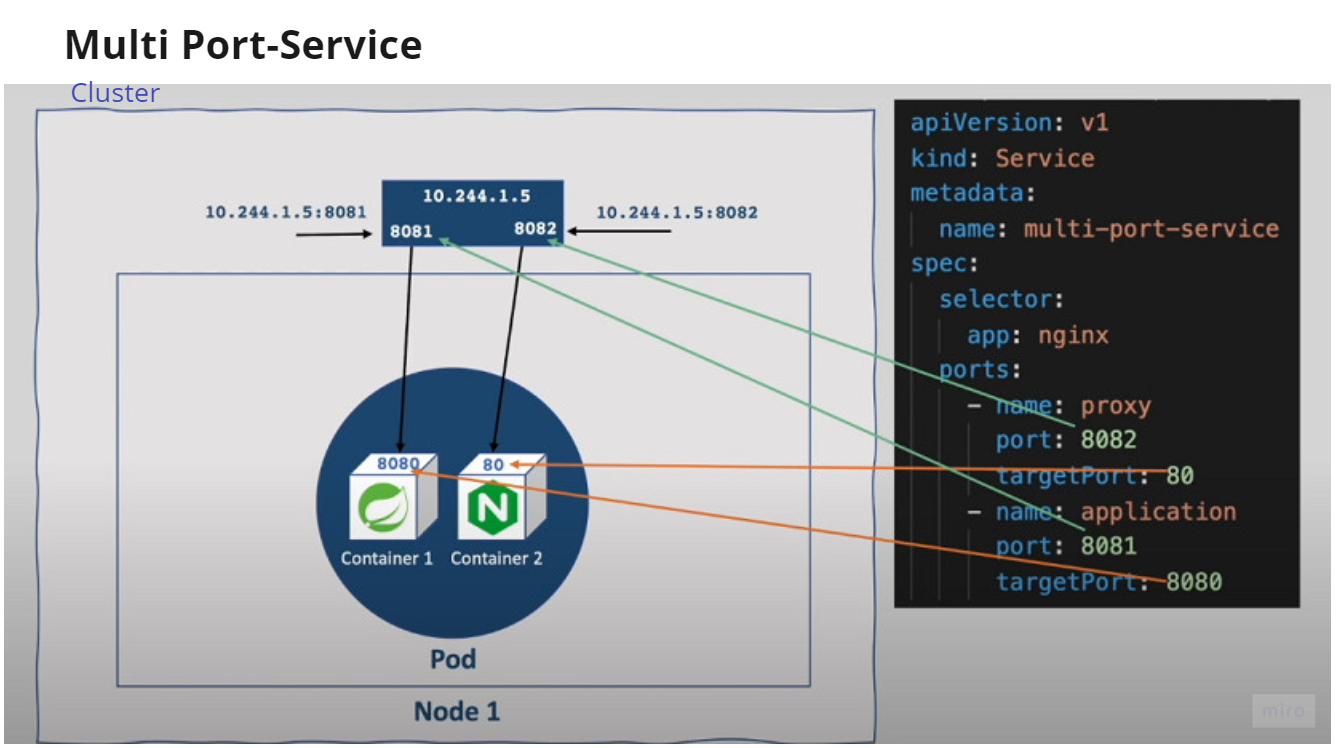 Multi Port-Service
Cluster
10.244.1.5
10.244.1.5:8081
10.244.1.5:8082
8081
8082
8080
80
N
Container 1
Container 2
Pod
Node 1
apiVersion: v1
kind: Service
metadata:
name: multi-port-service
spec:
selector:
app: nginx
ports:
- name: proxy
port: 8082
targetPort: 80
- name: application
port: 8081
targetPort: 8080
miro